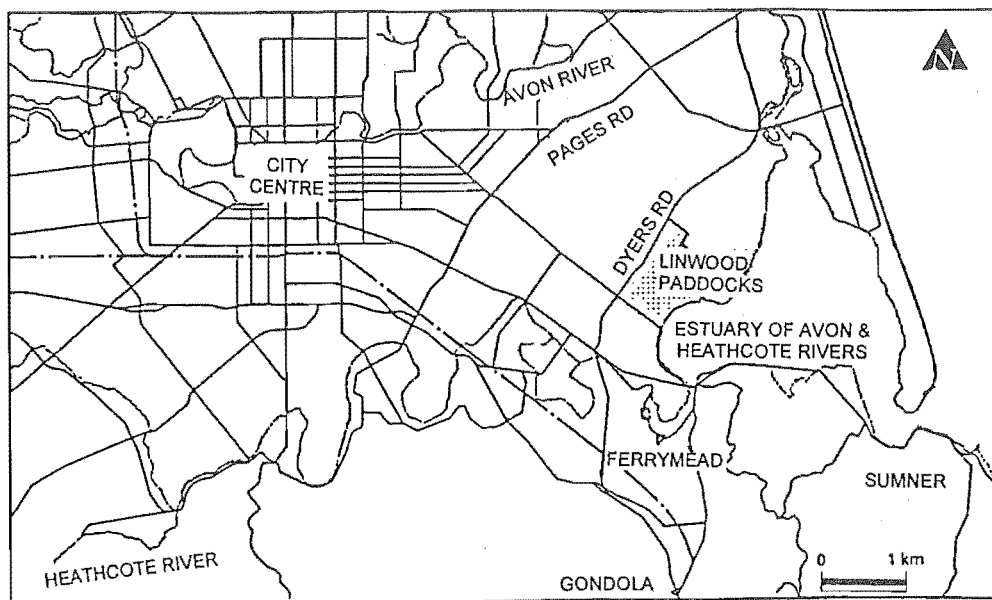 N
AVON RIVER
PAGES RD
CITY
CENTRE
DYERS RD
LINWOOD
PADDOCKS
ESTUARY OF AVON &
HEATHCOTE RIVERS
FERRYMEAD
SUMNER
HEATHCOTE RIVER
GONDOLA
0 1 km